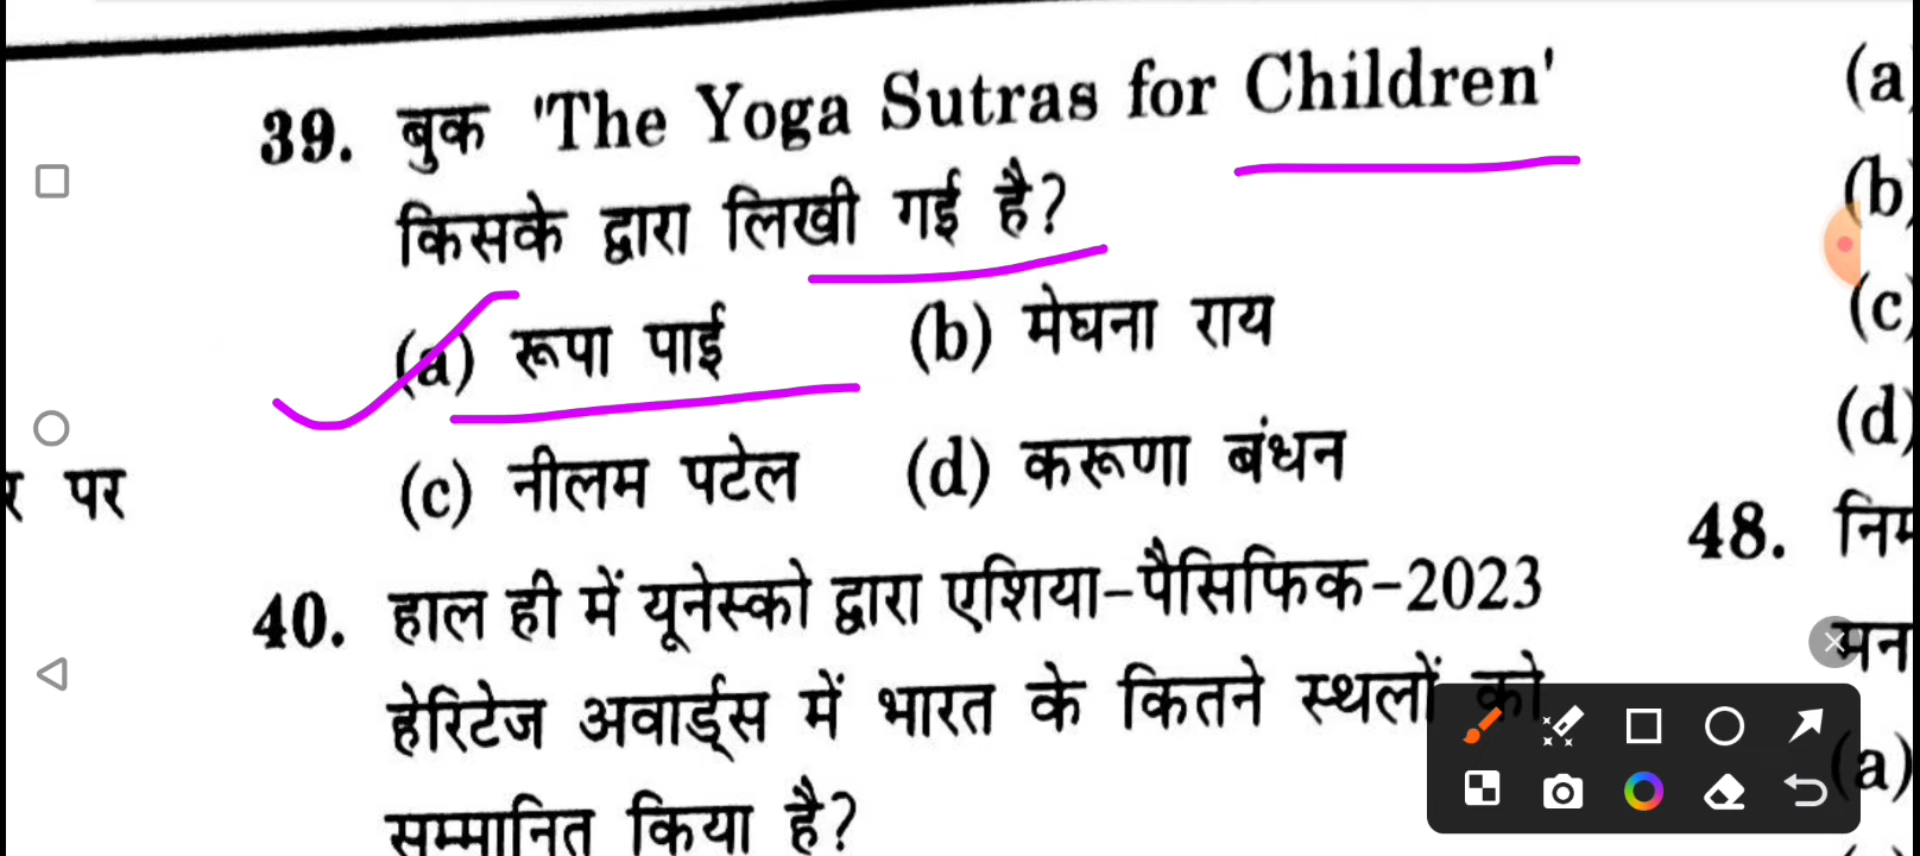 39. बुक 'The Yoga Sutras for Children'
किसके द्वारा लिखी गई है?
(a) रूपा पाई (b) मेघना राय
(c) नीलम पटेल (d) करूणा बंधन
40. हाल ही में यूनेस्को द्वारा एशिया-पैसिफिक-2023
हेरिटेज अवार्ड्स में भारत के कितने स्थलों को
सम्मानित किया है?
पर
(a)
(b)
(c)
(d)
48.
(a)